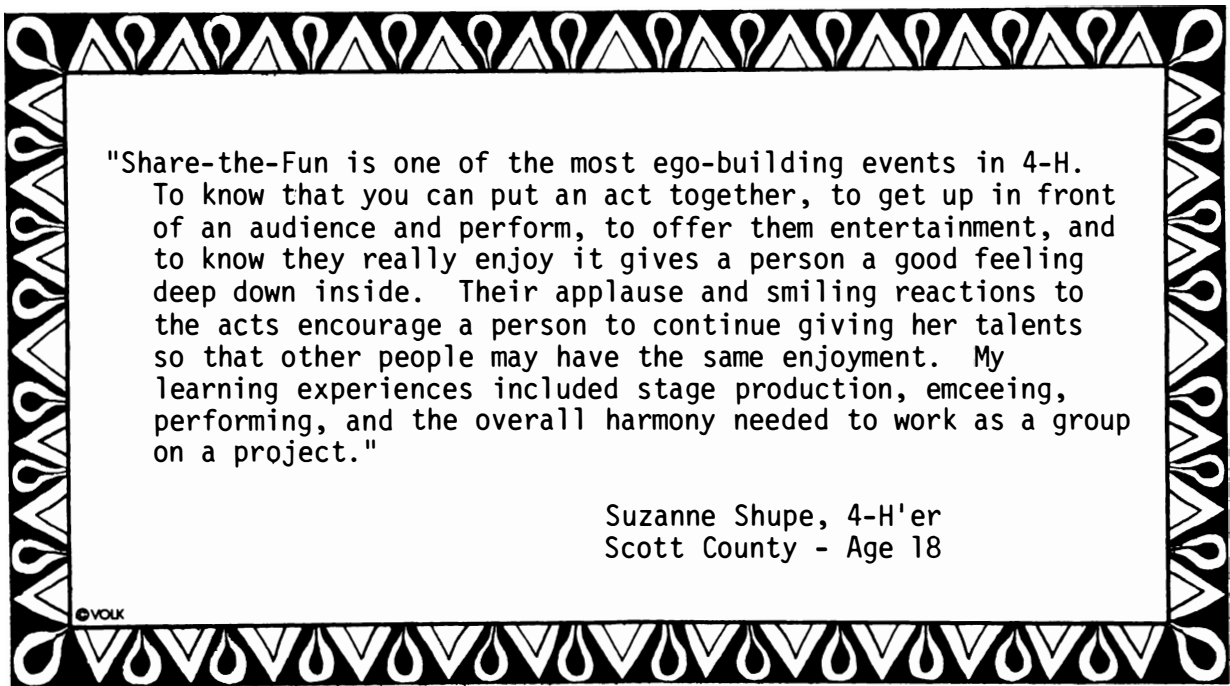 "Share-the-Fun is one of the most ego-building events in 4-H.
To know that you can put an act together, to get up in front
of an audience and perform, to offer them entertainment, and
to know they really enjoy it gives a person a good feeling
deep down inside.  Their applause and smiling reactions to
the acts encourage a person to continue giving her talents
so that other people may have the same enjoyment.  My
learning experiences included stage production, emceeing,
performing, and the overall harmony needed to work as a group
on a project."
Suzanne Shupe, 4-H'er
Scott County - Age 18
©VOLK